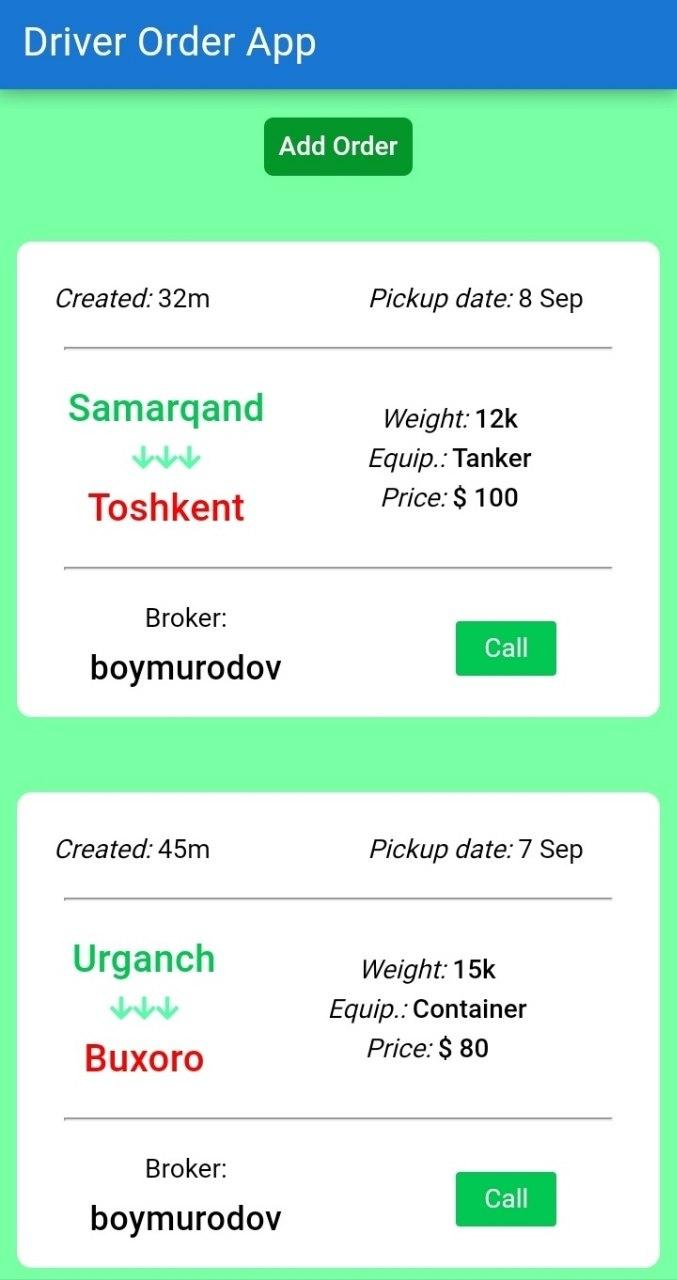 Driver Order App
Add Order
Created: 32m Pickup date: 8 Sep
Samarqand
↓↓↓
Toshkent
Weight: 12k
Equip.: Tanker
Price: $ 100
Broker:
boymurodov
Call
Created: 45m Pickup date: 7 Sep
Urganch
↓↓↓
Buxoro
Weight: 15k
Equip.: Container
Price: $ 80
Broker:
boymurodov
Call